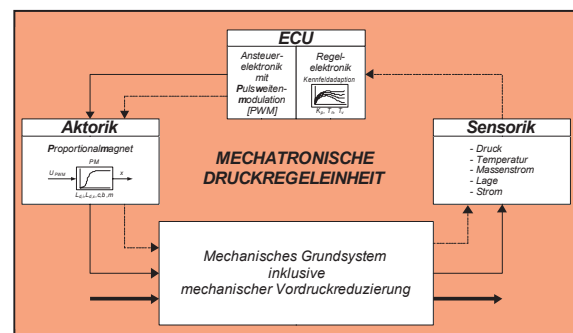 ECU
Ansteuer-
elektronik
mit
Pulsweiten-
modulation
[PWM]
Regel-
elektronik
Kennfeldadaption
Aktorik
Proportionalmagnet
PM
U PWM
x
MECHATRONISCHE
DRUCKREGELEINHEIT
Sensorik
- Druck
- Temperatur
- Massenstrom
- Lage
- Strom
Mechanisches Grundsystem
inklusive
mechanischer Vordruckreduzierung